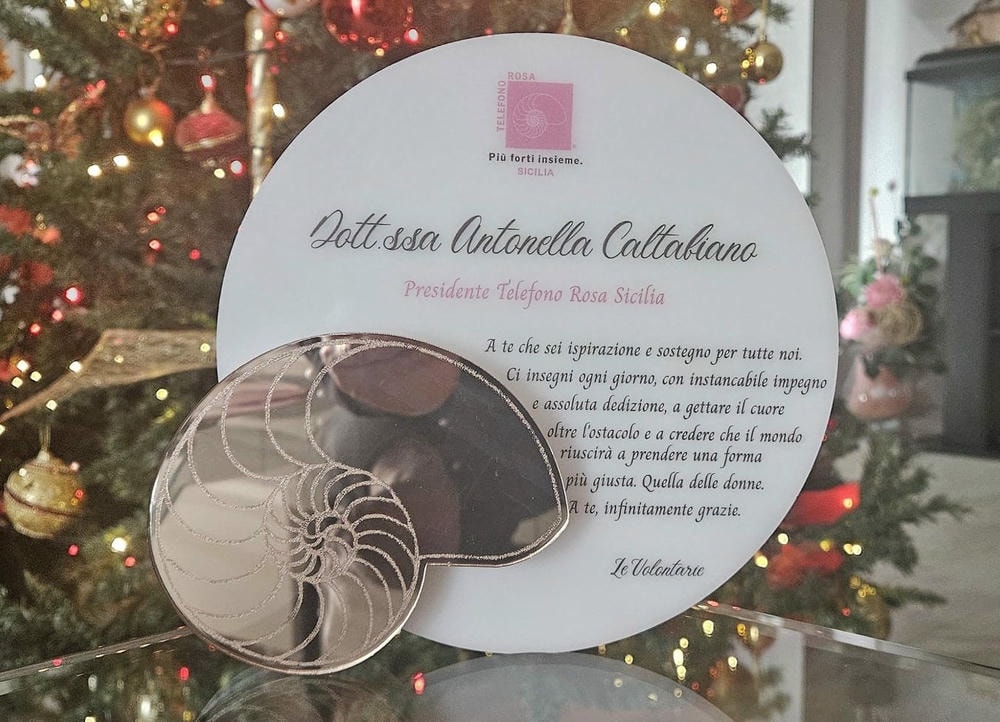 TELEFONO ROSA
Più forti insieme.
SICILIA
Dott.ssa Antonella Caltabiano
Presidente Telefono Rosa Sicilia
A te che sei ispirazione e sostegno per tutte noi.
Ci insegni ogni giorno, con instancabile impegno
e assoluta dedizione, a gettare il cuore
oltre l'ostacolo e a credere che il mondo
riuscirà a prendere una forma
più giusta. Quella delle donne.
A te, infinitamente grazie.
Le Volontarie